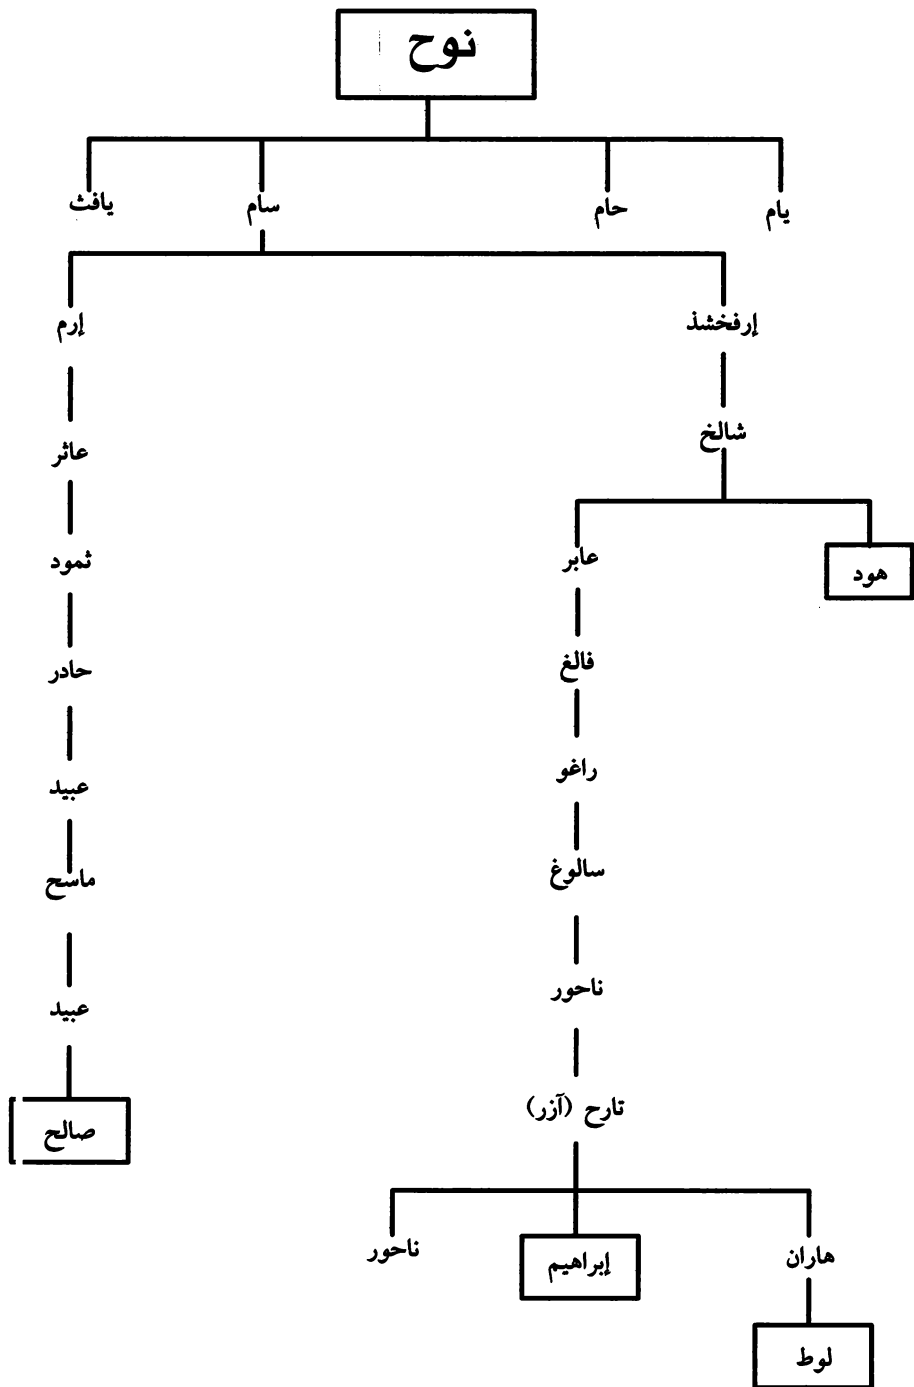 نوح
يام حام سام يافث
إرفخشذ إرم
شالخ
عاثر
هود عابر ثمود
فالغ
حادر
راغو
عبيد
سالوغ
ماسح
ناحور
عبيد
تارح (آزر)
صالح
هاران إبراهيم ناحور
لوط